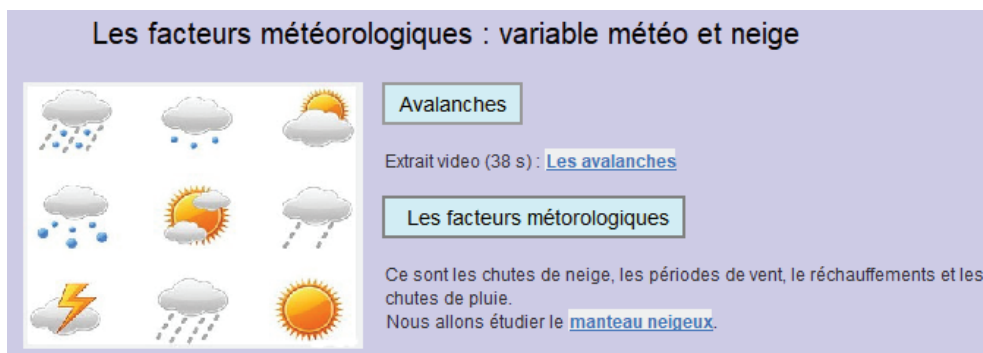 Les facteurs météorologiques : variable météo et neige
Avalanches
Extrait video (38 s) : Les avalanches
Les facteurs métorologiques
Ce sont les chutes de neige, les périodes de vent, le réchauffements et les
chutes de pluie.
Nous allons étudier le manteau neigeux.